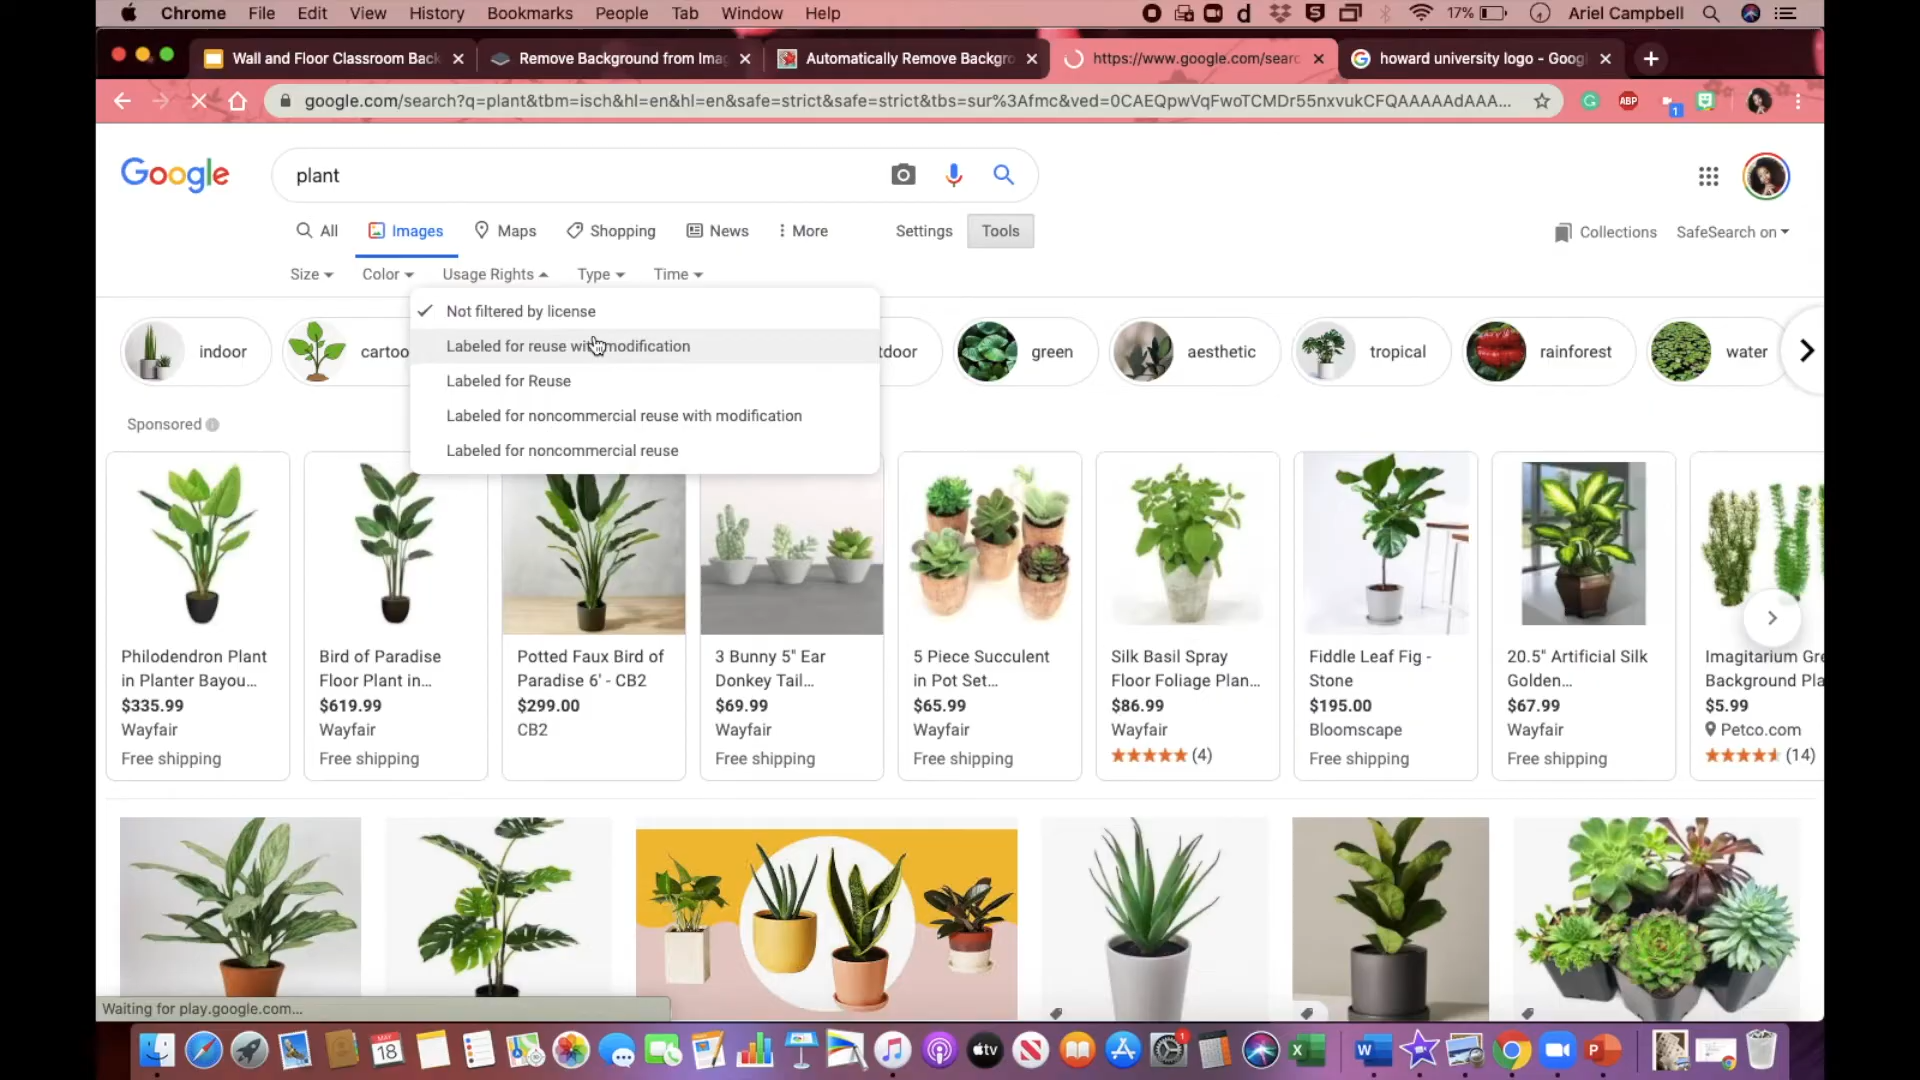 Chrome File Edit View History Bookmarks People Tab Window Help 17% Ariel Campbell
Wall and Floor Classroom Back Remove Background from Imag Automatically Remove Backgro https://www.google.com/searc howard university logo - Googl
google.com/search?q=plant&tbm=isch&hl=en&hl=en&safe=strict&safe=strict&tbs=sur%3Afmc&ved=0CAEQpwVqFwoTCMDr55nxvukCFQAAAAAdAAA... ABP 1
Google plant
All Images Maps Shopping News More Settings Tools Collections SafeSearch on
Size Color Usage Rights Type Time
Not filtered by license
Labeled for reuse with modification
Labeled for Reuse
Labeled for noncommercial reuse with modification
Labeled for noncommercial reuse
indoor cartoo tdoor green aesthetic tropical rainforest water
Sponsored
Philodendron Plant in Planter Bayou...
$335.99
Wayfair
Free shipping
Bird of Paradise Floor Plant in...
$619.99
Wayfair
Free shipping
Potted Faux Bird of Paradise 6' - CB2
$299.00
CB2
3 Bunny 5" Ear Donkey Tail...
$69.99
Wayfair
Free shipping
5 Piece Succulent in Pot Set...
$65.99
Wayfair
Free shipping
Silk Basil Spray Floor Foliage Plan...
$86.99
Wayfair
(4)
Fiddle Leaf Fig - Stone
$195.00
Bloomscape
Free shipping
20.5" Artificial Silk Golden...
$67.99
Wayfair
Free shipping
Imagitarium Gre Background Pla
$5.99
Petco.com
(14)
Waiting for play.google.com...
MAY 18 tv 1 X W P